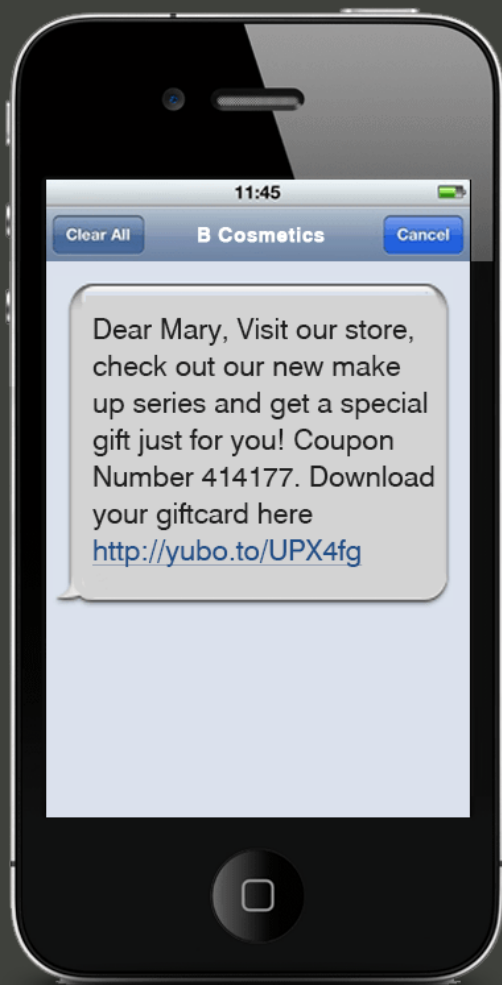 11:45
Clear All B Cosmetics Cancel
Dear Mary, Visit our store,
check out our new make
up series and get a special
gift just for you! Coupon
Number 414177. Download
your giftcard here
http://yubo.to/UPX4fg